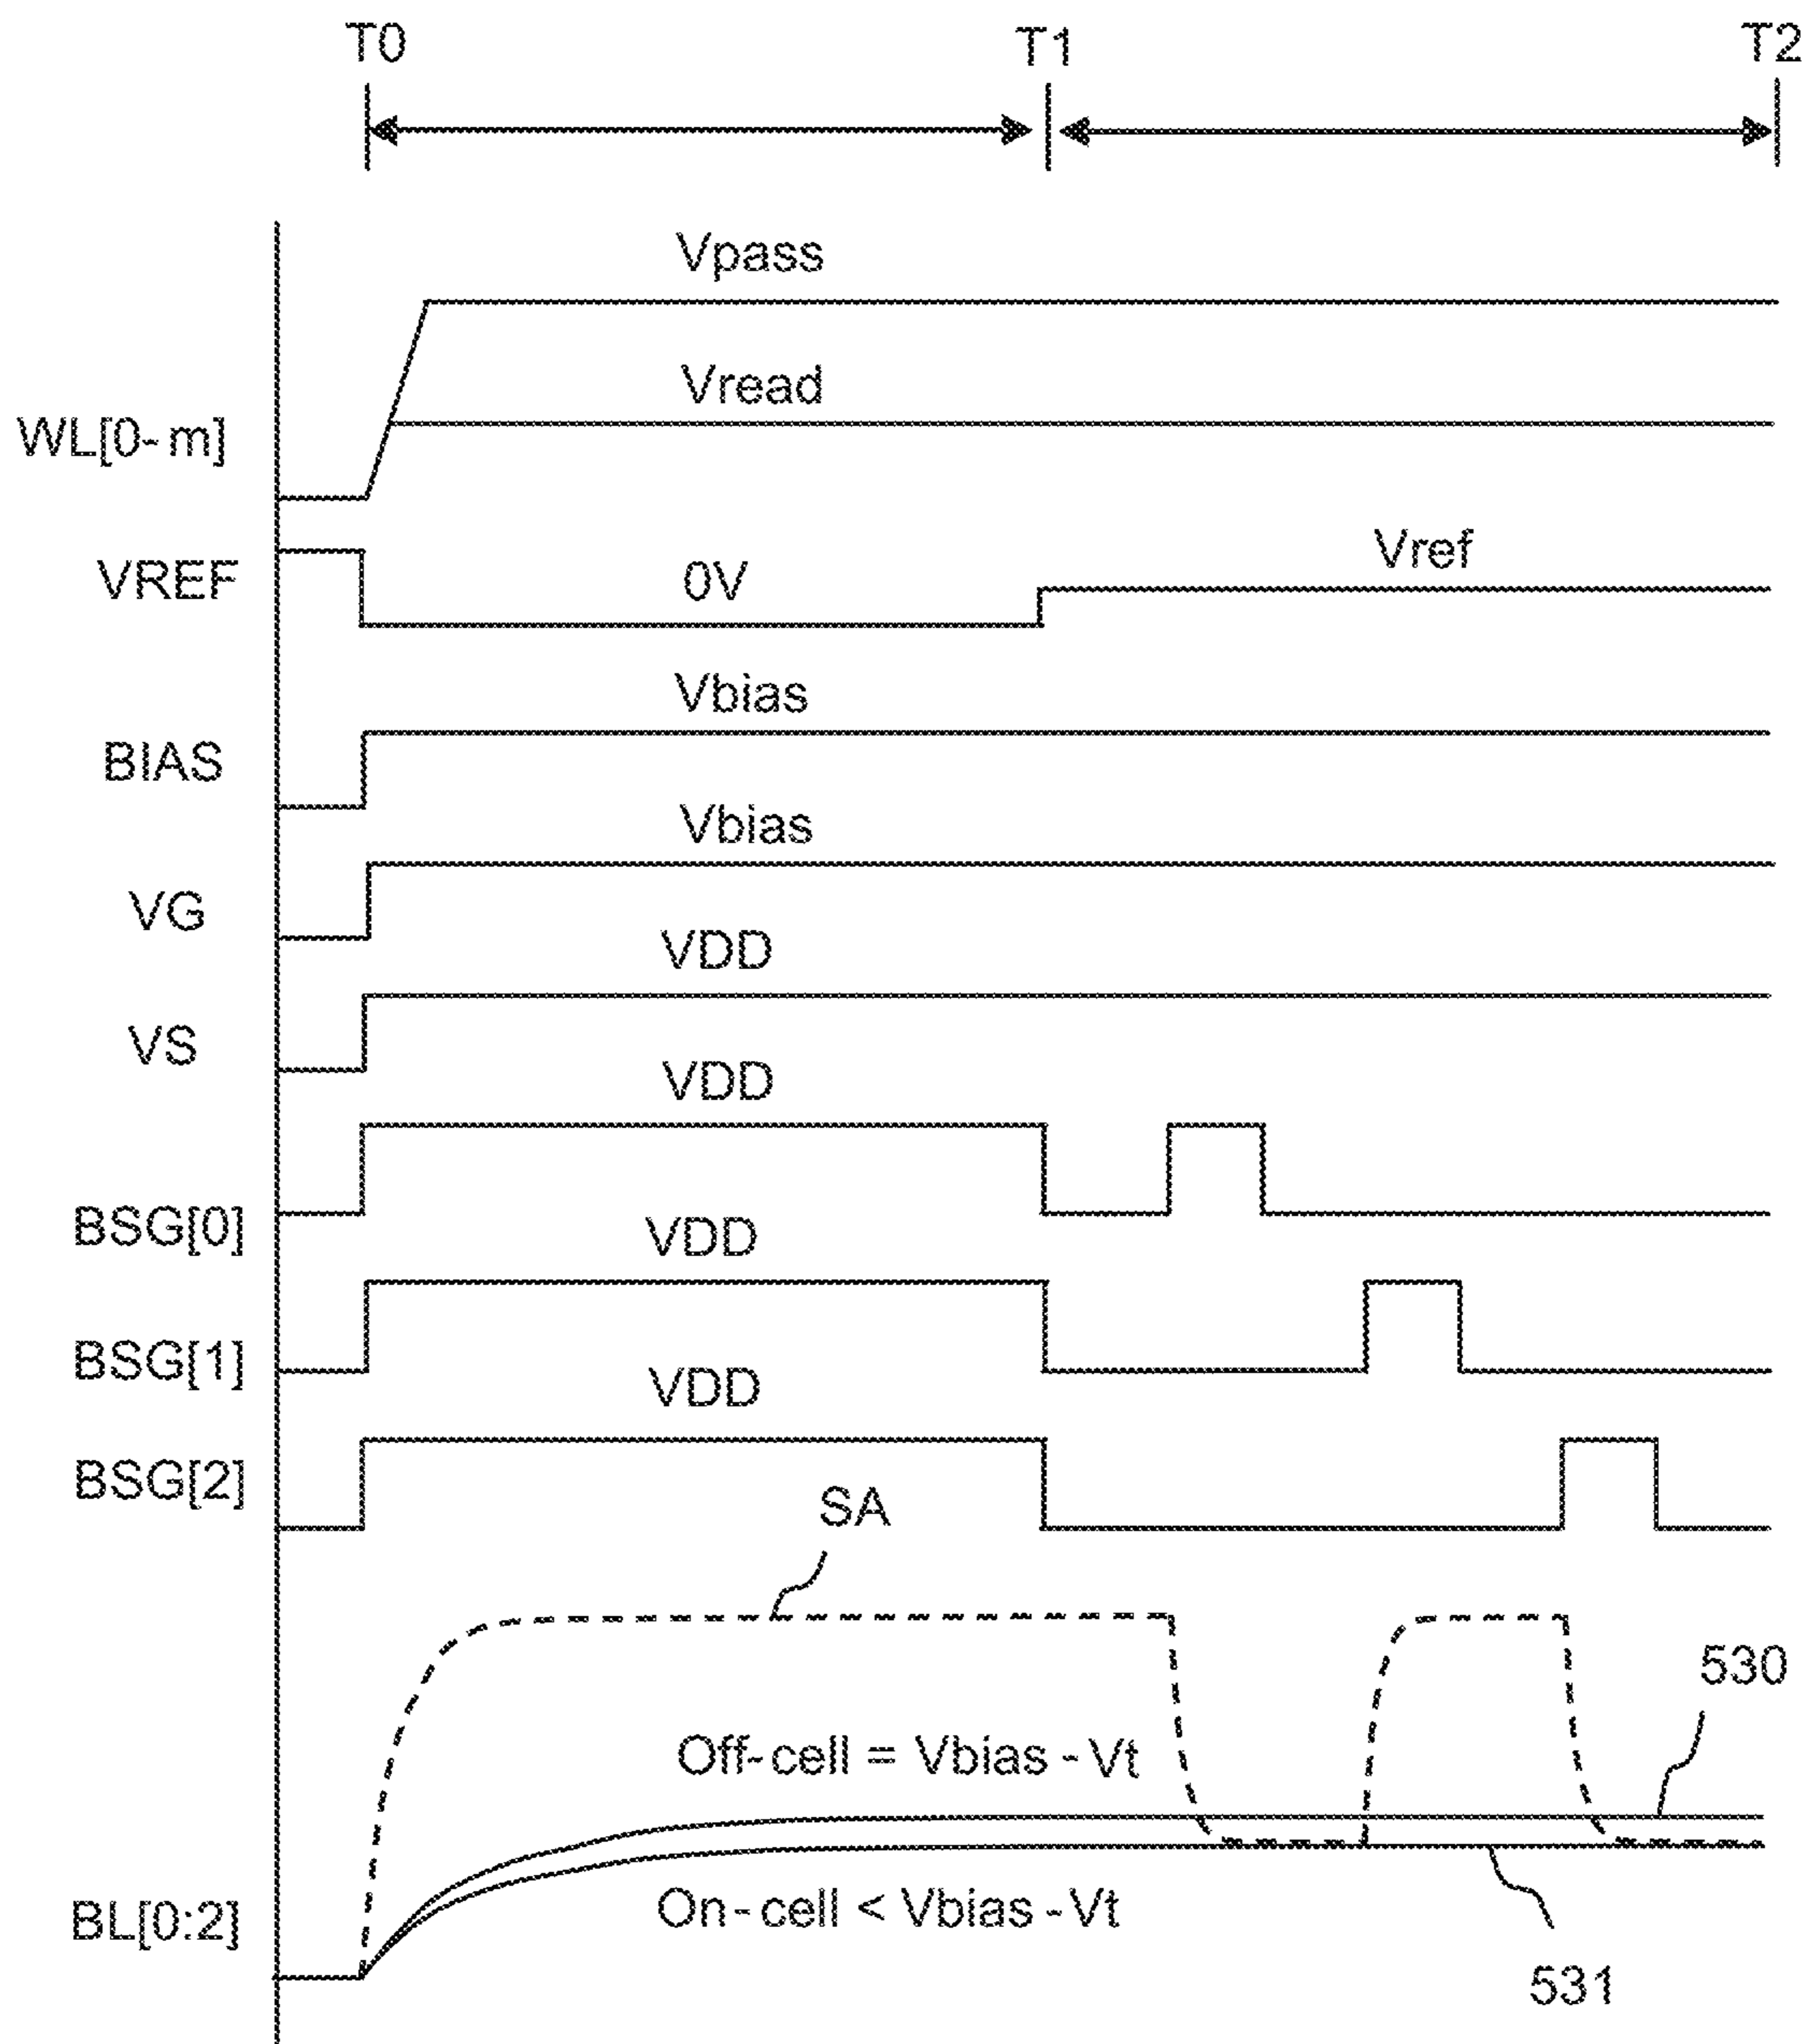 T0 T1 T2
Vpass
Vread
WL[0-m]
Vref
VREF 0V
Vbias
BIAS
Vbias
VG
VDD
VS
VDD
BSG[0]
VDD
BSG[1]
VDD
BSG[2]
SA
530
Off-cell = Vbias-Vt
On-cell < Vbias-Vt
BL[0:2]
531